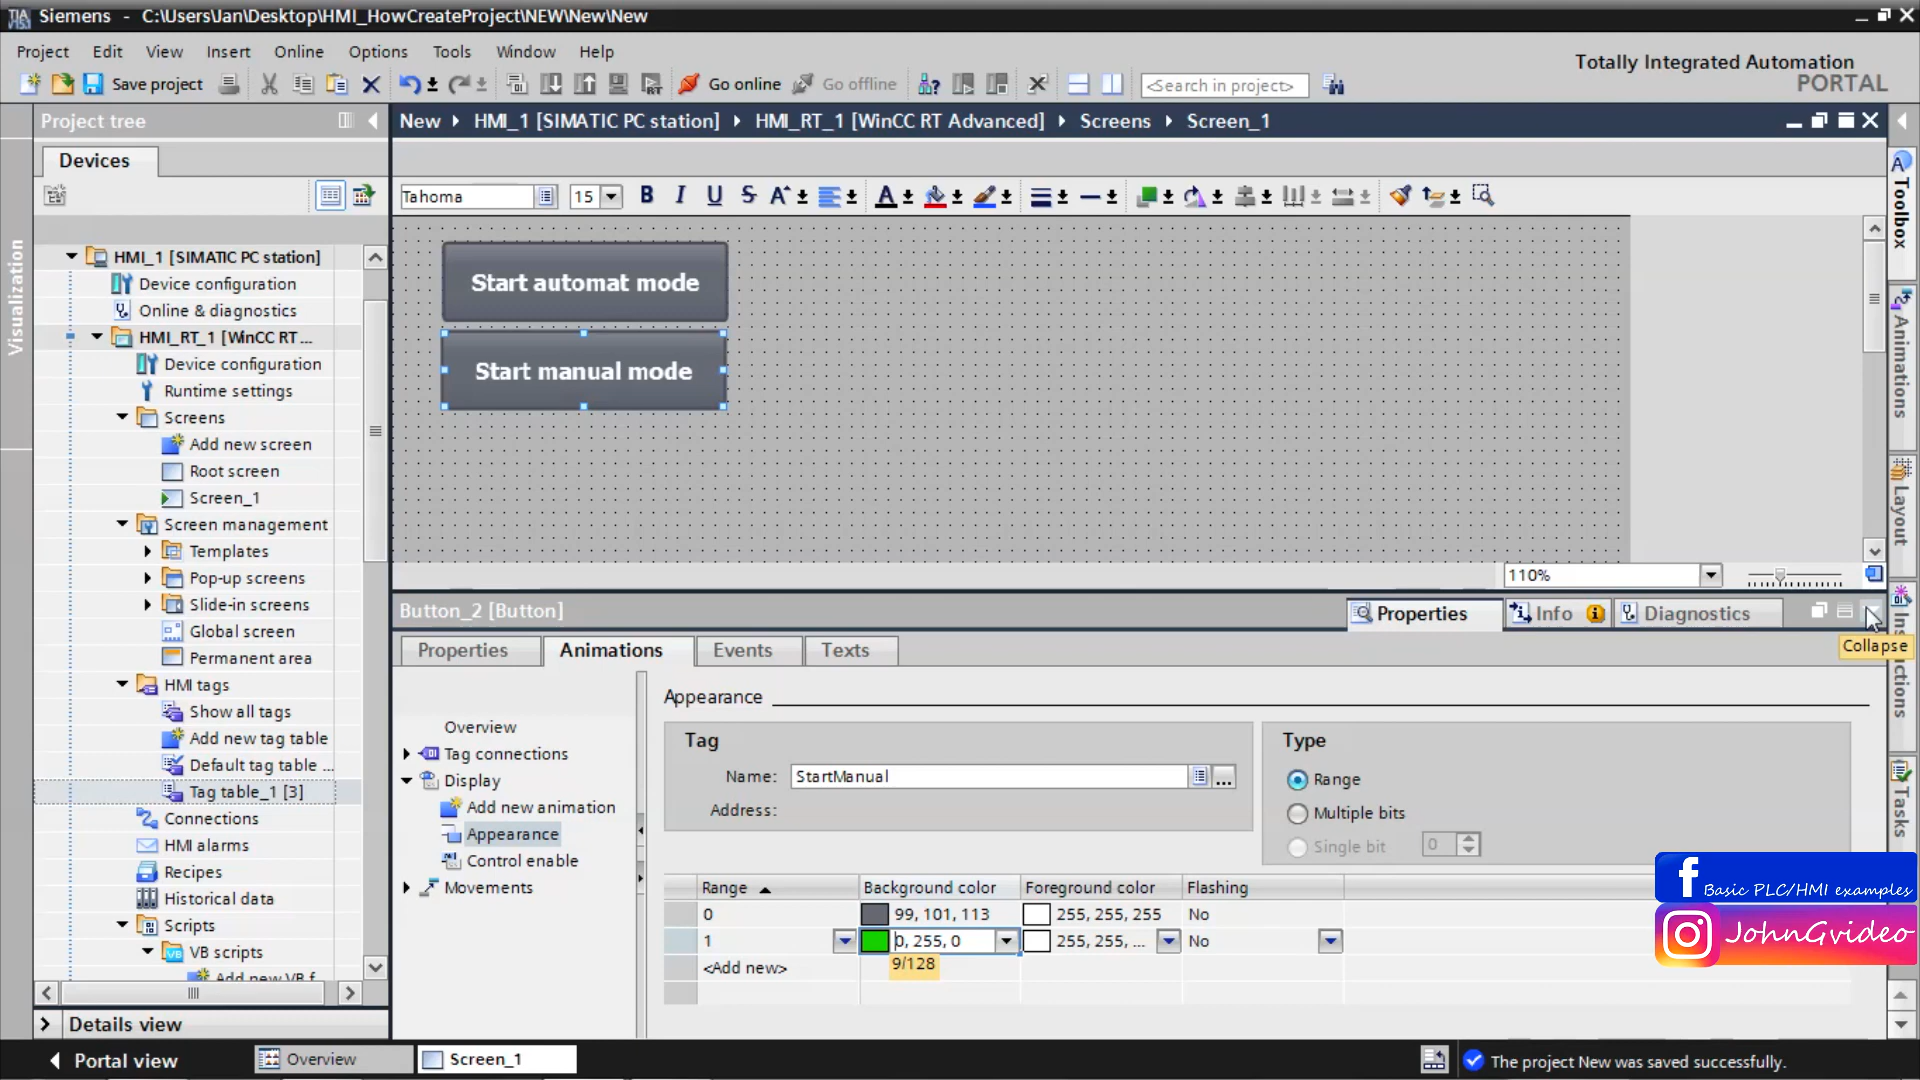 Siemens - C:\Users\Jan\Desktop\HMI_HowCreateProject\NEW\New\New
Project Edit View Insert Online Options Tools Window Help
Totally Integrated Automation
PORTAL
Save project
Go online
Go offline
<Search in project>
Project tree
New HMI_1 [SIMATIC PC station] HMI_RT_1 [WinCC RT Advanced] Screens Screen_1
Devices
Tahoma 15 B I U S
Visualization
HMI_1 [SIMATIC PC station]
Device configuration
Online & diagnostics
HMI_RT_1 [WinCC RT ...
Device configuration
Runtime settings
Screens
Add new screen
Root screen
Screen_1
Screen management
Templates
Pop-up screens
Slide-in screens
Global screen
Permanent area
HMI tags
Show all tags
Add new tag table
Default tag table ...
Tag table_1 [3]
Connections
HMI alarms
Recipes
Historical data
Scripts
VB scripts
Add new VB f...
Details view
Start automat mode
Start manual mode
110%
Toolbox
Animations
Layout
Tasks
Button_2 [Button]
Properties Info Diagnostics
Collapse
Properties Animations Events Texts
Overview
Tag connections
Display
Add new animation
Appearance
Control enable
Movements
Appearance
Tag
Name: StartManual ...
Address:
Type
Range
Multiple bits
Single bit 0
Range Background color Foreground color Flashing
0 99, 101, 113 255, 255, 255 No
1 0, 255, 0 255, 255, ... No
<Add new> 9/128
f Basic PLC/HMI examples
JohnGvideo
Portal view Overview Screen_1 The project New was saved successfully.